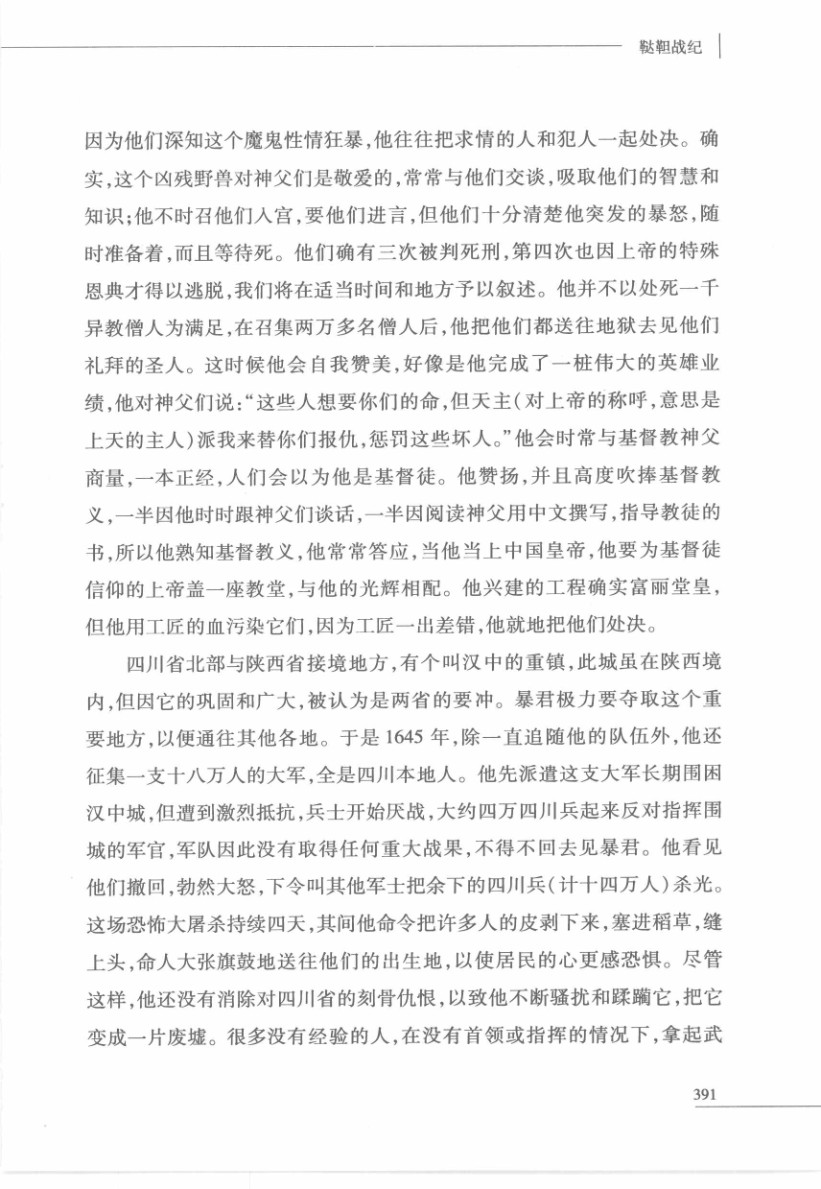 鞑靼战纪
因为他们深知这个魔鬼性情狂暴,他往往把求情的人和犯人一起处决。确
实,这个凶残野兽对神父们是敬爱的,常常与他们交谈,吸取他们的智慧和
知识;他不时召他们入宫,要他们进言,但他们十分清楚他突发的暴怒,随
时准备着,而且等待死。他们确有三次被判死刑,第四次也因上帝的特殊
恩典才得以逃脱,我们将在适当时间和地方予以叙述。他并不以处死一千
异教僧人为满足,在召集两万多名僧人后,他把他们都送往地狱去见他们
礼拜的圣人。这时候他会自我赞美,好像是他完成了一桩伟大的英雄业
绩,他对神父们说:“这些人想要你们的命,但天主(对上帝的称呼,意思是
上天的主人)派我来替你们报仇,惩罚这些坏人。”他会时常与基督教神父
商量,一本正经,人们会以为他是基督徒。他赞扬,并且高度吹捧基督教
义,一半因他时时跟神父们谈话,一半因阅读神父用中文撰写,指导教徒的
书,所以他熟知基督教义,他常常答应,当他当上中国皇帝,他要为基督徒
信仰的上帝盖一座教堂,与他的光辉相配。他兴建的工程确实富丽堂皇,
但他用工匠的血污染它们,因为工匠一出差错,他就地把他们处决。
四川省北部与陕西省接境地方,有个叫汉中的重镇,此城虽在陕西境
内,但因它的巩固和广大,被认为是两省的要冲。暴君极力要夺取这个重
要地方,以便通往其他各地。于是 1645 年,除一直追随他的队伍外,他还
征集一支十八万人的大军,全是四川本地人。他先派遣这支大军长期围困
汉中城,但遭到激烈抵抗,兵士开始厌战,大约四万四川兵起来反对指挥围
城的军官,军队因此没有取得任何重大战果,不得不回去见暴君。他看见
他们撤回,勃然大怒,下令叫其他军士把余下的四川兵(计十四万人)杀光。
这场恐怖大屠杀持续四天,其间他命令把许多人的皮剥下来,塞进稻草,缝
上头,命人大张旗鼓地送往他们的出生地,以使居民的心更感恐惧。尽管
这样,他还没有消除对四川省的刻骨仇恨,以致他不断骚扰和蹂躏它,把它
变成一片废墟。很多没有经验的人,在没有首领或指挥的情况下,拿起武
391